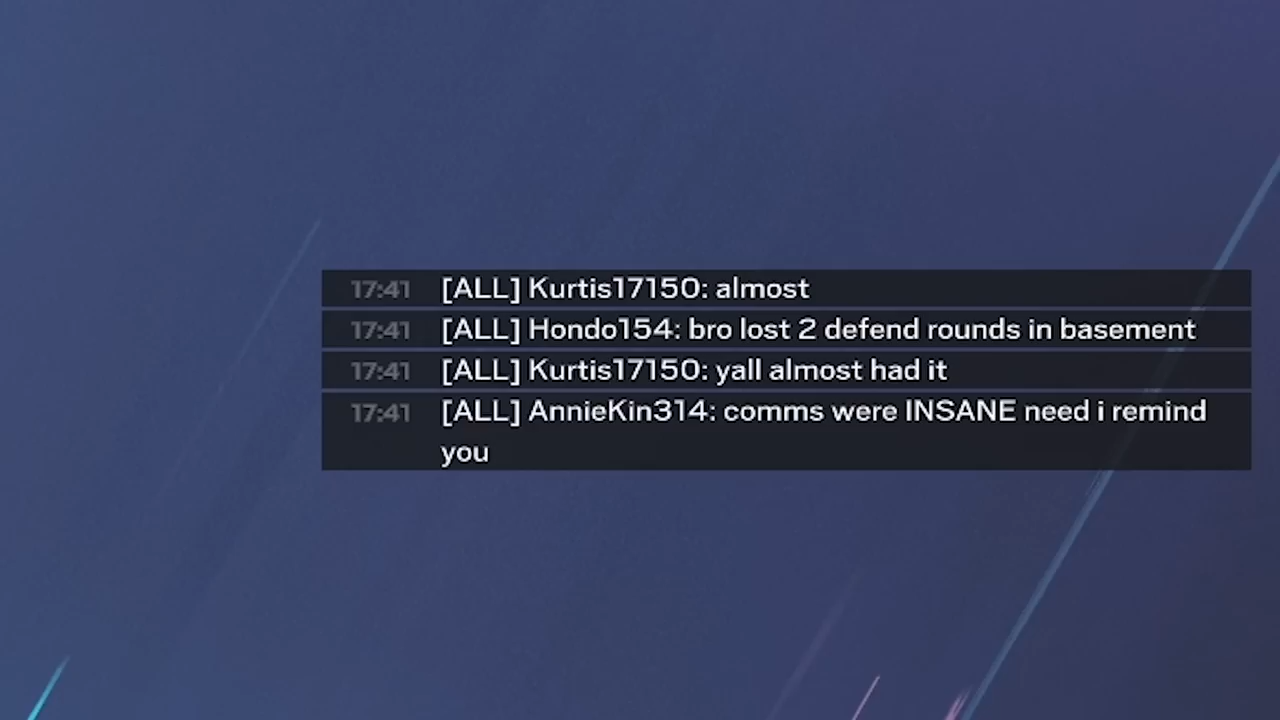 17:41 [ALL] Kurtis17150: almost
17:41 [ALL] Hondo154: bro lost 2 defend rounds in basement
17:41 [ALL] Kurtis17150: yall almost had it
17:41 [ALL] AnnieKin314: comms were INSANE need i remind
you